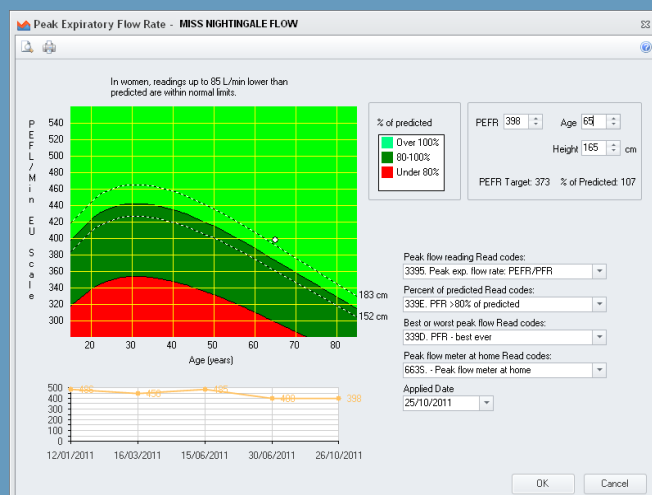 Peak Expiratory Flow Rate - MISS NIGHTINGALE FLOW
In women, readings up to 85 L/min lower than
predicted are within normal limits.
PEFL/Min EU Scale
540
520
500
480
460
440
420
400
380
360
340
320
300
183 cm
152 cm
20 30 40 50 60 70 80
Age (years)
% of predicted
Over 100%
80-100%
Under 80%
PEFR 398 Age 65
Height 165 cm
PEFR Target: 373 % of Predicted: 107
Peak flow reading Read codes:
3395. Peak exp. flow rate: PEFR/PFR
Percent of predicted Read codes:
339E. PFR >80% of predicted
Best or worst peak flow Read codes:
339D. PFR - best ever
Peak flow meter at home Read codes:
663S. - Peak flow meter at home
Applied Date
25/10/2011
500
400
300
200
100
0
398
12/01/2011 16/03/2011 15/06/2011 30/06/2011 26/10/2011
OK Cancel